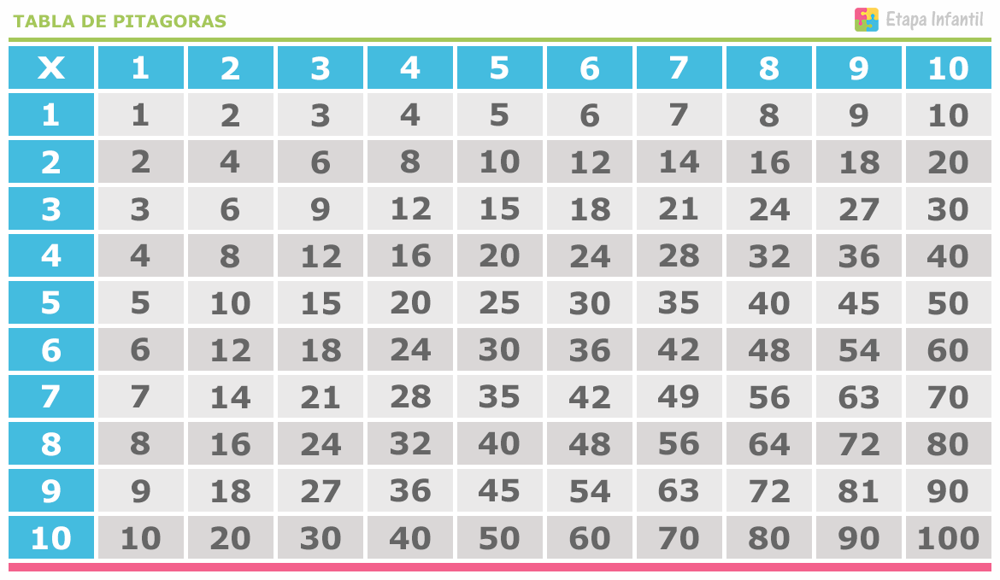 TABLA DE PITAGORAS
Etapa Infantil
X 1 2 3 4 5 6 7 8 9 10
1 1 2 3 4 5 6 7 8 9 10
2 2 4 6 8 10 12 14 16 18 20
3 3 6 9 12 15 18 21 24 27 30
4 4 8 12 16 20 24 28 32 36 40
5 5 10 15 20 25 30 35 40 45 50
6 6 12 18 24 30 36 42 48 54 60
7 7 14 21 28 35 42 49 56 63 70
8 8 16 24 32 40 48 56 64 72 80
9 9 18 27 36 45 54 63 72 81 90
10 10 20 30 40 50 60 70 80 90 100